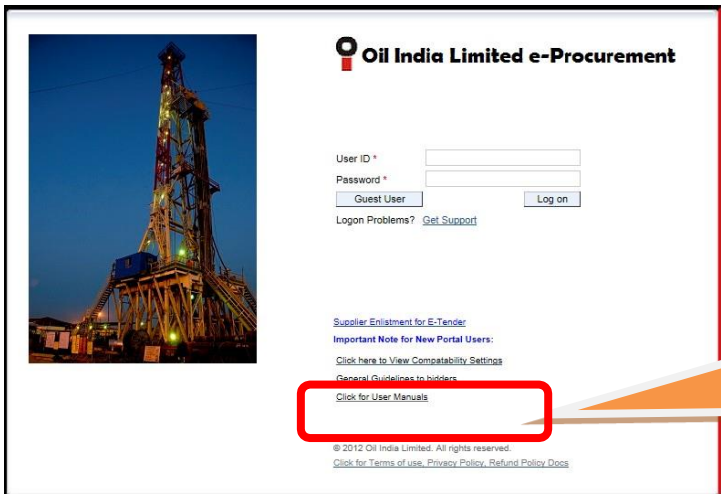 Oil India Limited e-Procurement
User ID *
Password *
Guest User Log on
Logon Problems? Get Support
Supplier Enlistment for E-Tender
Important Note for New Portal Users:
Click here to View Compatability Settings
General Guidelines to bidders
Click for User Manuals
© 2012 Oil India Limited. All rights reserved.
Click for Terms of use, Privacy Policy, Refund Policy Docs